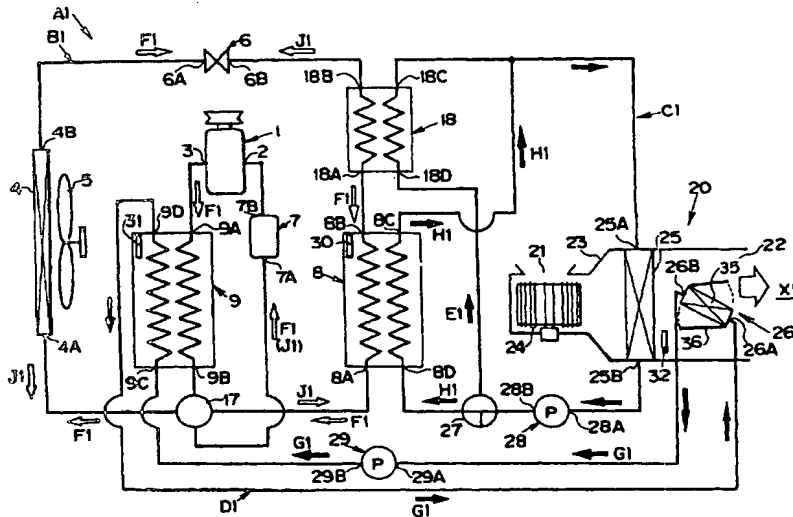 A1
B1
F1
6
J1
6A
6B
18B
18C
18
C1
H1
1
3
2
4B
4
5
F1
7B
7
7A
9D
31
9A
9
18A
18D
F1
8B
8C
H1
30
8
E1
20
25A
25
22
23
21
26B
35
X1
26
24
36
26A
32
25B
F1
(J1)
4A
J1
9C
9B
17
J1
F1
F1
8A
8D
H1
27
28B
28
P
28A
G1
29
P
29B
29A
G1
G1
D1
G1